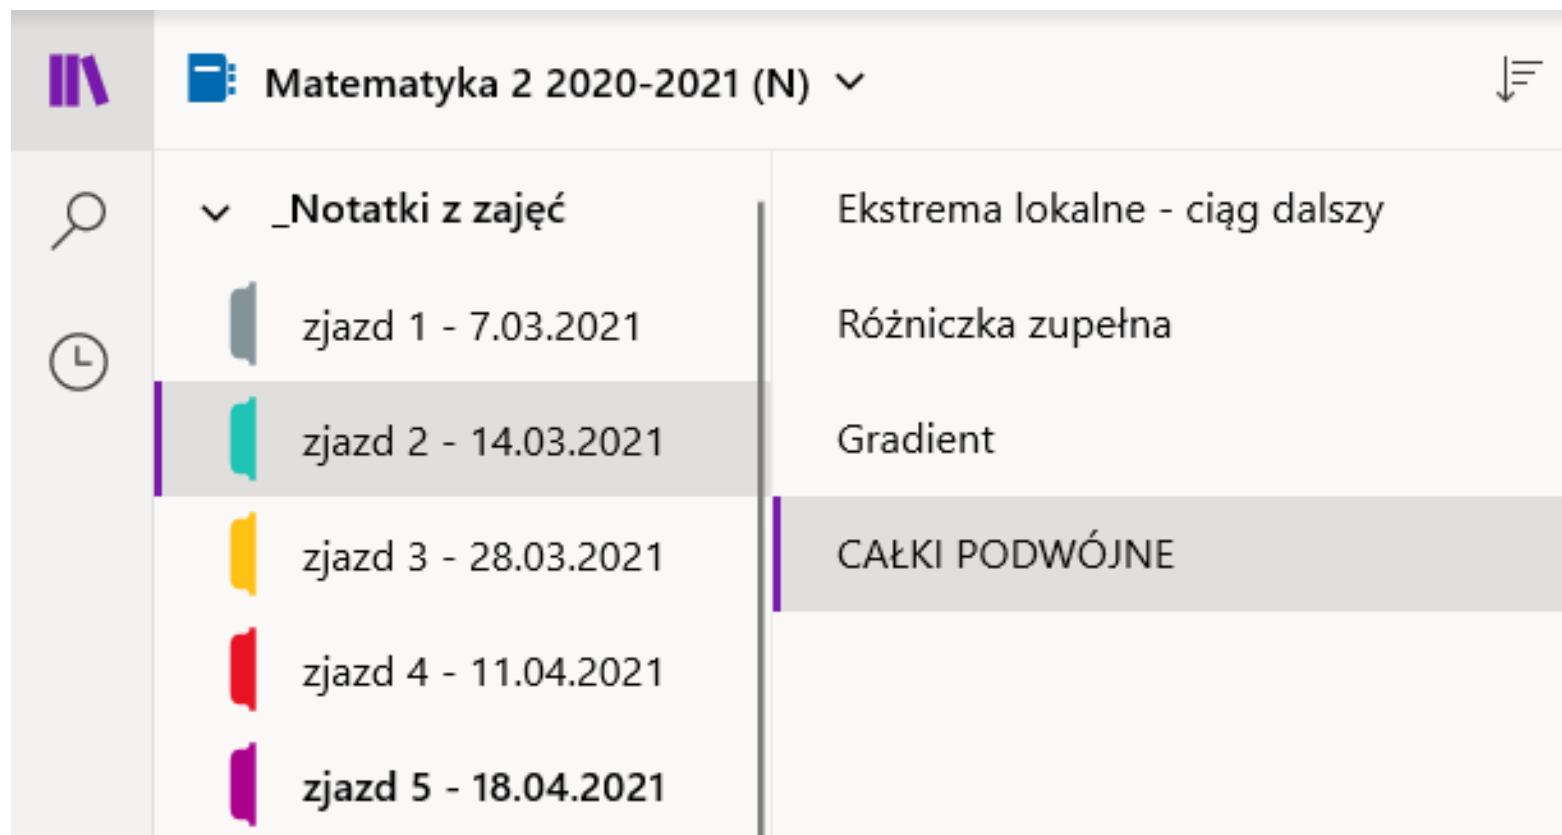 Matematyka 2 2020-2021 (N)
_Notatki z zajęć
zjazd 1 - 7.03.2021
zjazd 2 - 14.03.2021
zjazd 3 - 28.03.2021
zjazd 4 - 11.04.2021
zjazd 5 - 18.04.2021
Ekstrema lokalne - ciąg dalszy
Różniczka zupełna
Gradient
CAŁKI PODWÓJNE